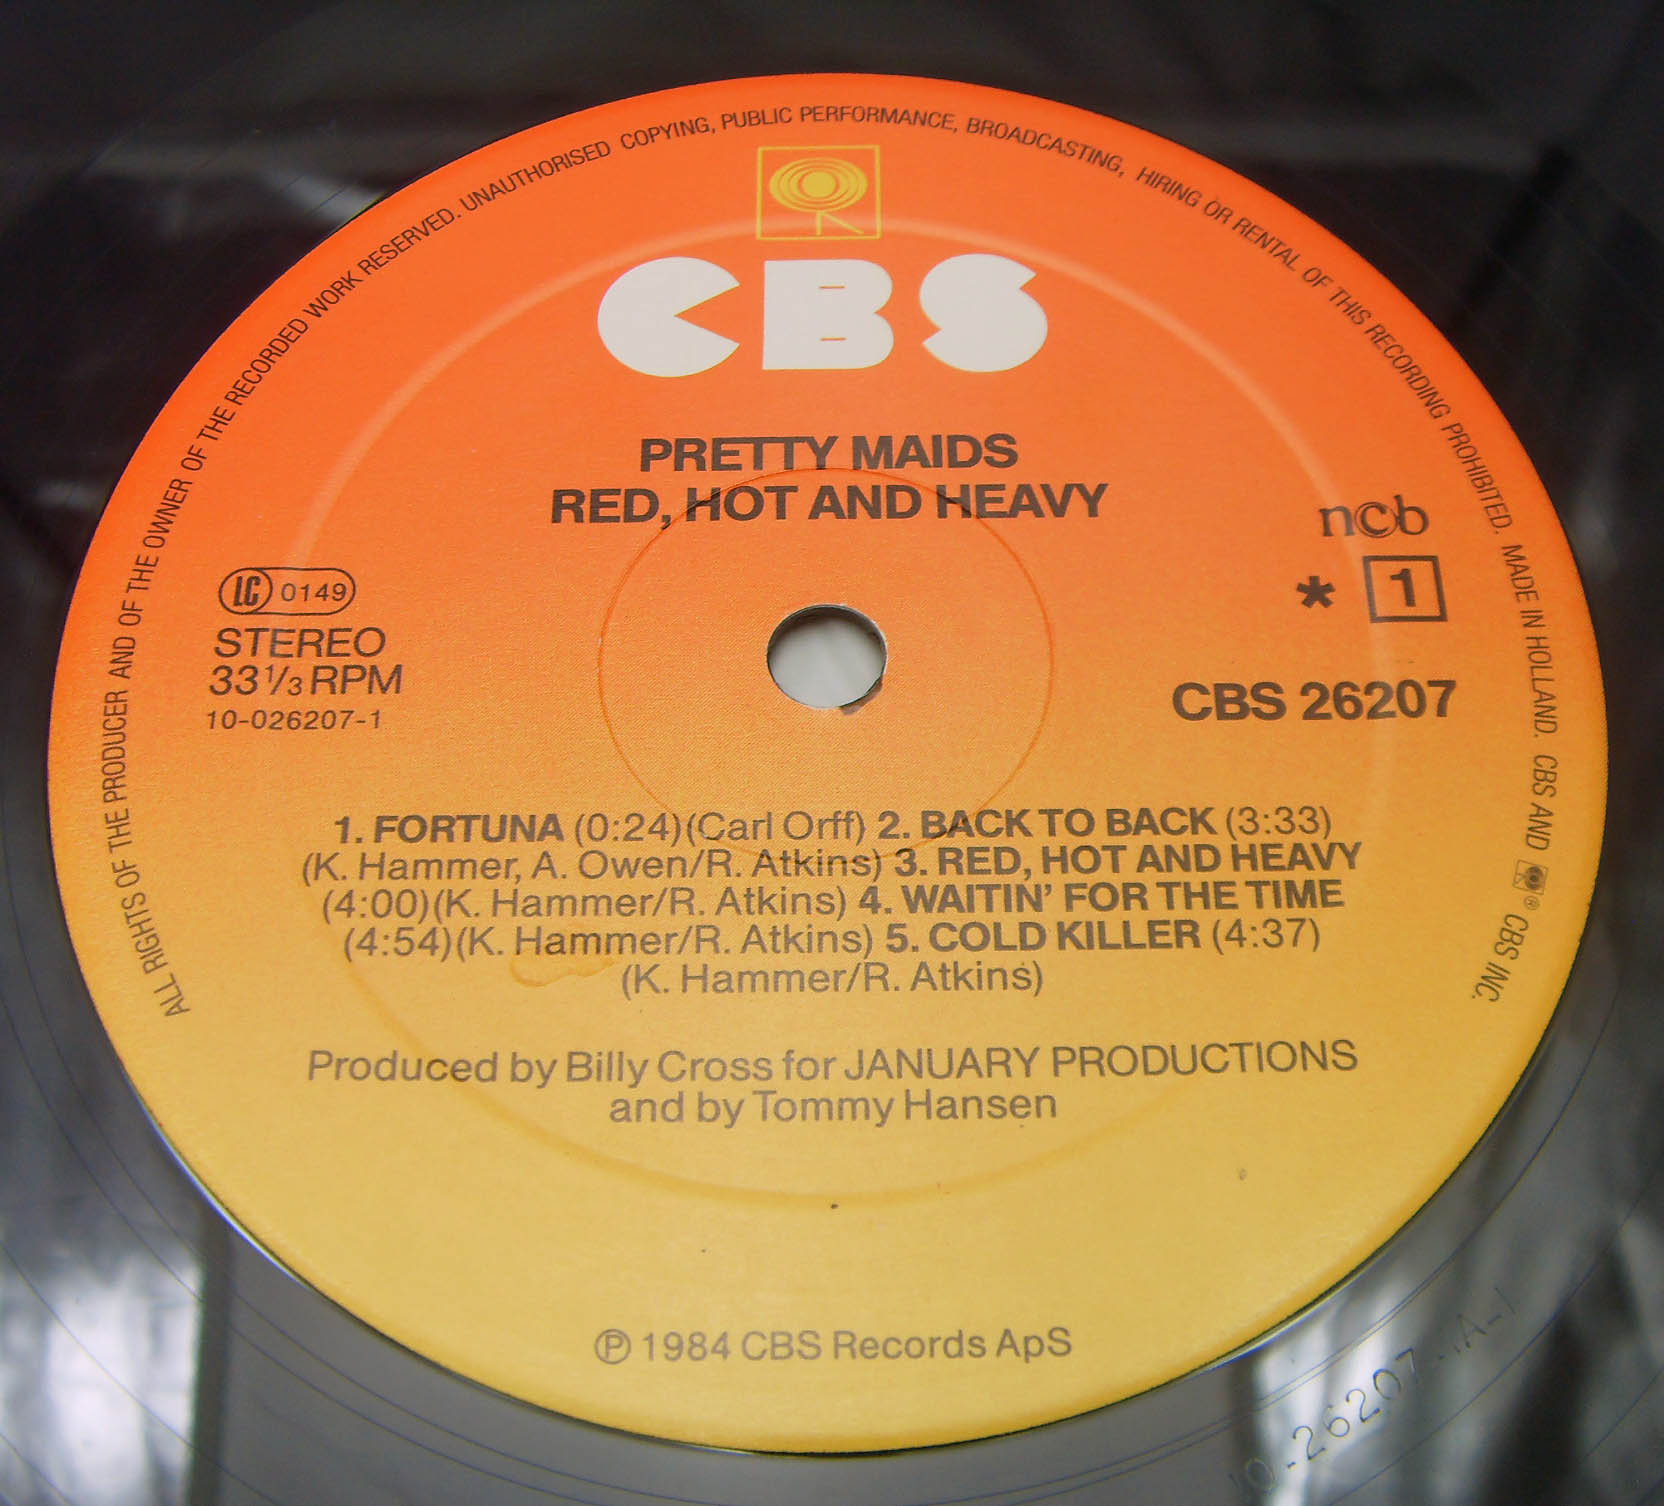 ALL RIGHTS OF THE PRODUCER AND OF THE OWNER OF THE RECORDED WORK RESERVED. UNAUTHORISED COPYING, PUBLIC PERFORMANCE, BROADCASTING, HIRING OR RENTAL OF THIS RECORDING PROHIBITED. MADE IN HOLLAND. CBS AND ® CBS INC.
CBS
PRETTY MAIDS
RED, HOT AND HEAVY
ncb
LC 0149
* 1
STEREO
33 1/3 RPM
CBS 26207
10-026207-1
1. FORTUNA (0:24)(Carl Orff) 2. BACK TO BACK (3:33)
(K. Hammer, A. Owen/R. Atkins) 3. RED, HOT AND HEAVY
(4:00)(K. Hammer/R. Atkins) 4. WAITIN' FOR THE TIME
(4:54)(K. Hammer/R. Atkins) 5. COLD KILLER (4:37)
(K. Hammer/R. Atkins)
Produced by Billy Cross for JANUARY PRODUCTIONS
and by Tommy Hansen
℗ 1984 CBS Records ApS
10-26207-1A-1